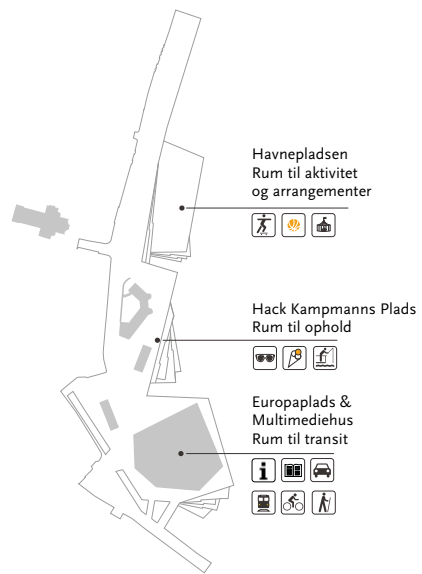 Havnepladsen
Rum til aktivitet
og arrangementer
Hack Kampmanns Plads
Rum til ophold
Europaplads &
Multimediehus
Rum til transit
i